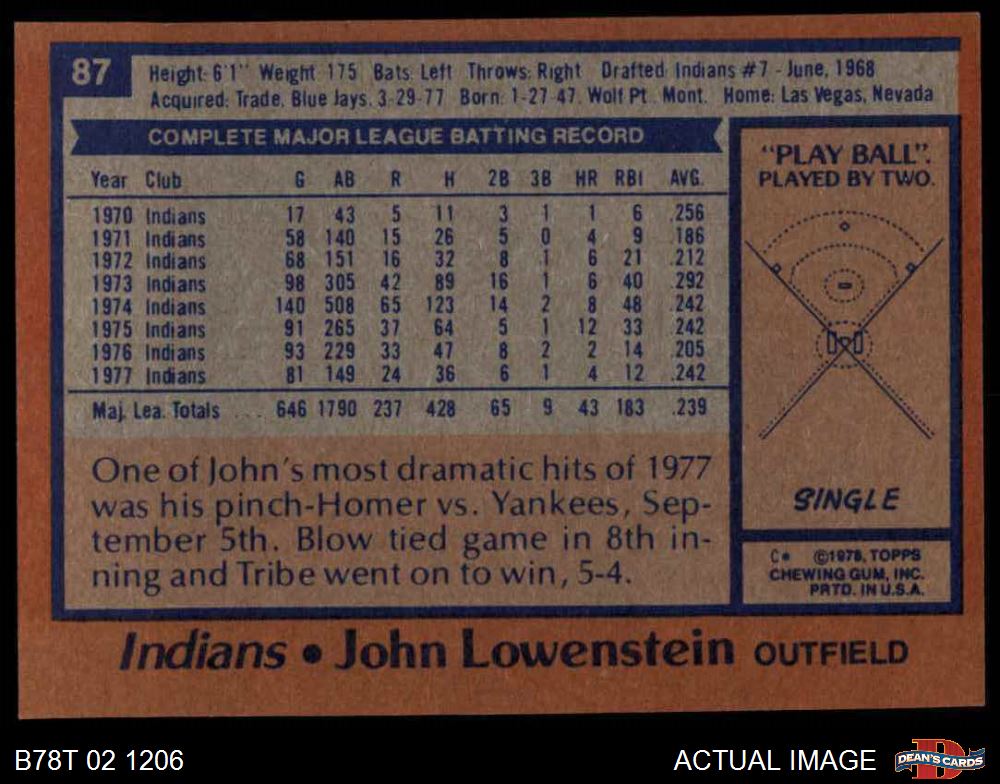 87
Height: 6'1" Weight: 175 Bats: Left Throws: Right Drafted: Indians #7 - June, 1968
Acquired: Trade, Blue Jays, 3-29-77 Born: 1-27-47, Wolf Pt. Mont. Home: Las Vegas, Nevada
COMPLETE MAJOR LEAGUE BATTING RECORD
Year Club G AB R H 2B 3B HR RBI AVG.
1970 Indians 17 43 5 11 3 1 1 6 .256
1971 Indians 58 140 15 26 5 0 4 9 .186
1972 Indians 68 151 16 32 8 1 6 21 .212
1973 Indians 98 305 42 89 16 1 6 40 .292
1974 Indians 140 508 65 123 14 2 8 48 .242
1975 Indians 91 265 37 64 5 1 12 33 .242
1976 Indians 93 229 33 47 8 2 2 14 .205
1977 Indians 81 149 24 36 6 1 4 12 .242
Maj. Lea. Totals ... 646 1790 237 428 65 9 43 183 .239
One of John's most dramatic hits of 1977
was his pinch-Homer vs. Yankees, Sep-
tember 5th. Blow tied game in 8th in-
ning and Tribe went on to win, 5-4.
"PLAY BALL".
PLAYED BY TWO.
SINGLE
C* ©1978, TOPPS
CHEWING GUM, INC.
PRTD. IN U.S.A.
Indians • John Lowenstein OUTFIELD
B78T 02 1206
ACTUAL IMAGE
DEAN'S CARDS